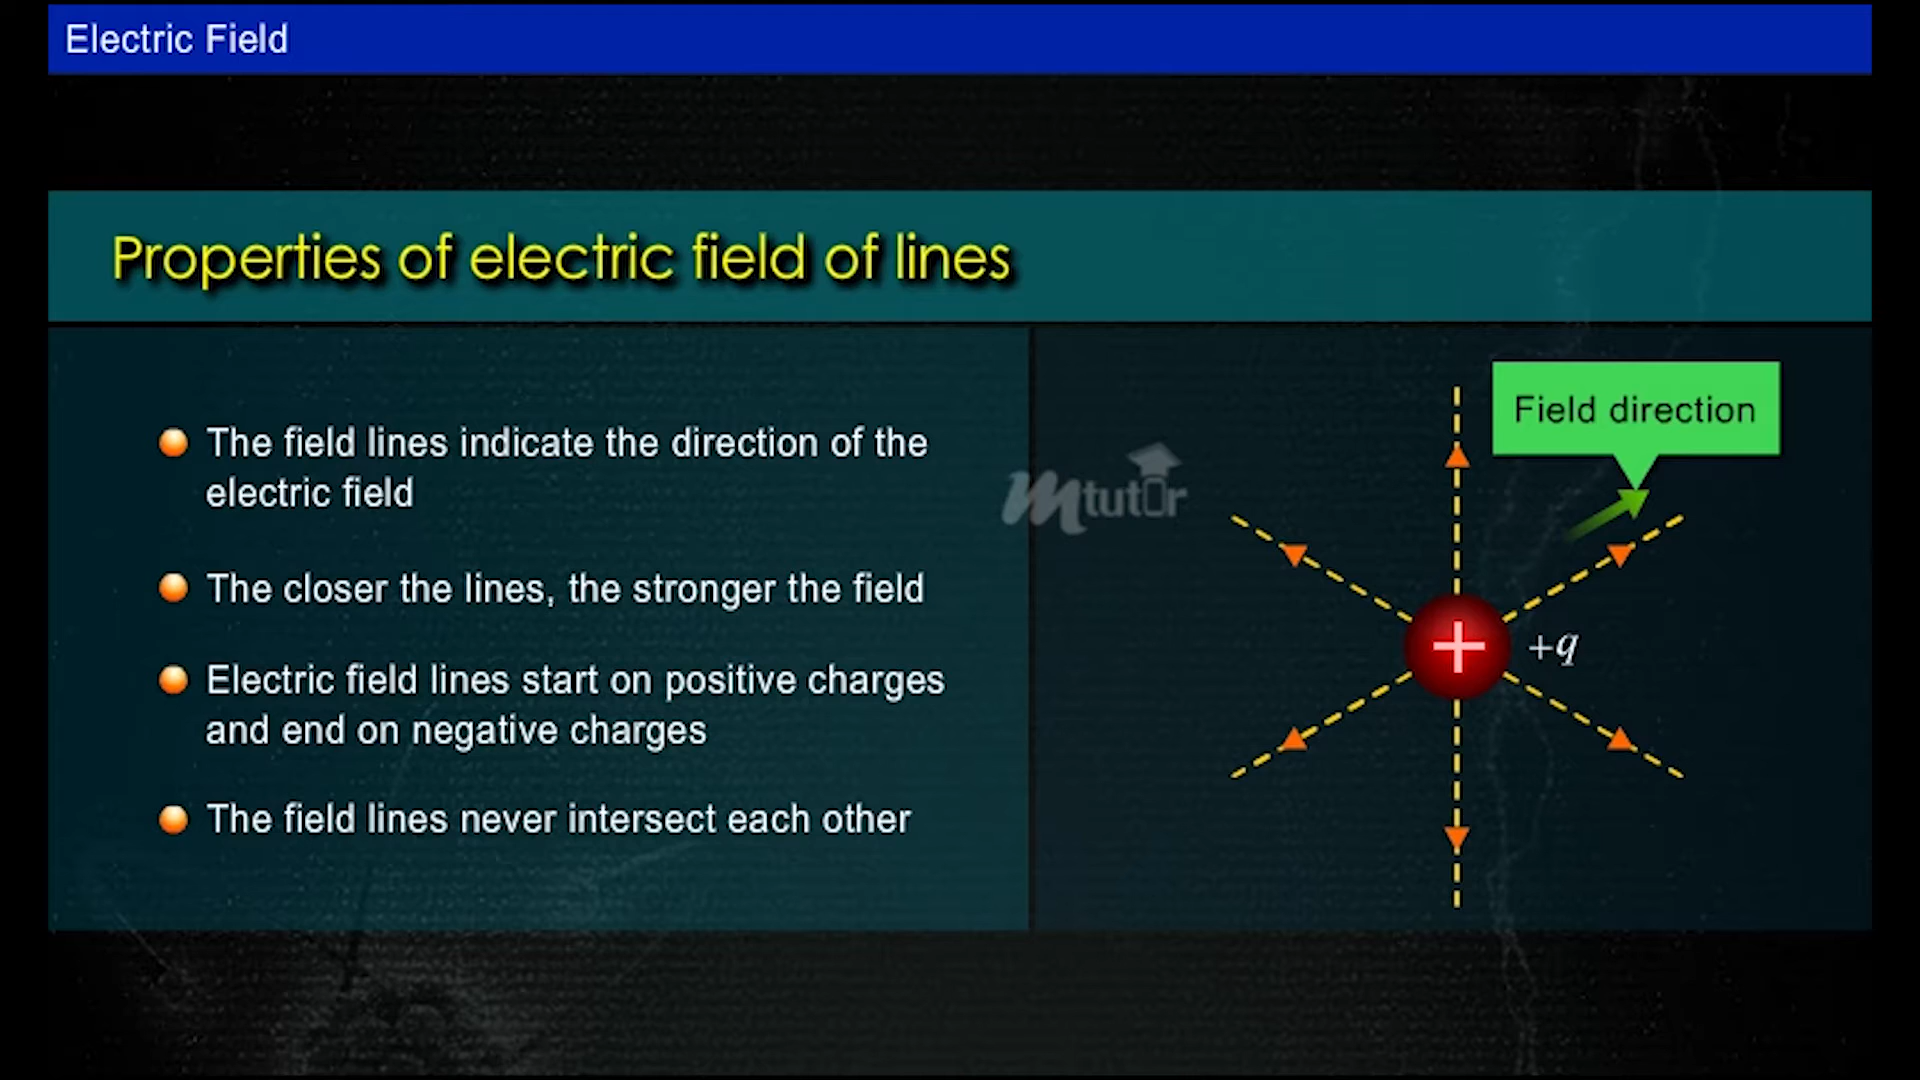 Electric Field
Properties of electric field of lines
The field lines indicate the direction of the
electric field
The closer the lines, the stronger the field
Electric field lines start on positive charges
and end on negative charges
The field lines never intersect each other
mtutor
Field direction
+
+q